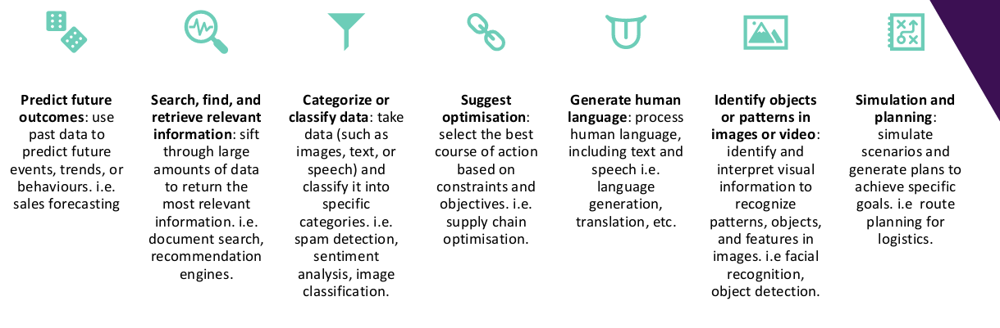 Predict future
outcomes: use
past data to
predict future
events, trends, or
behaviours. i.e.
sales forecasting
Search, find, and
retrieve relevant
information: sift
through large
amounts of data
to return the
most relevant
information. i.e.
document search,
recommendation
engines.
Categorize or
classify data: take
data (such as
images, text, or
speech) and
classify it into
specific
categories. i.e.
spam detection,
sentiment
analysis, image
classification.
Suggest
optimisation:
select the best
course of action
based on
constraints and
objectives. i.e.
supply chain
optimisation.
Generate human
language: process
human language,
including text and
speech i.e.
language
generation,
translation, etc.
Identify objects
or patterns in
images or video:
identify and
interpret visual
information to
recognize
patterns, objects,
and features in
images. i.e facial
recognition,
object detection.
Simulation and
planning:
simulate
scenarios and
generate plans to
achieve specific
goals. i.e  route
planning for
logistics.